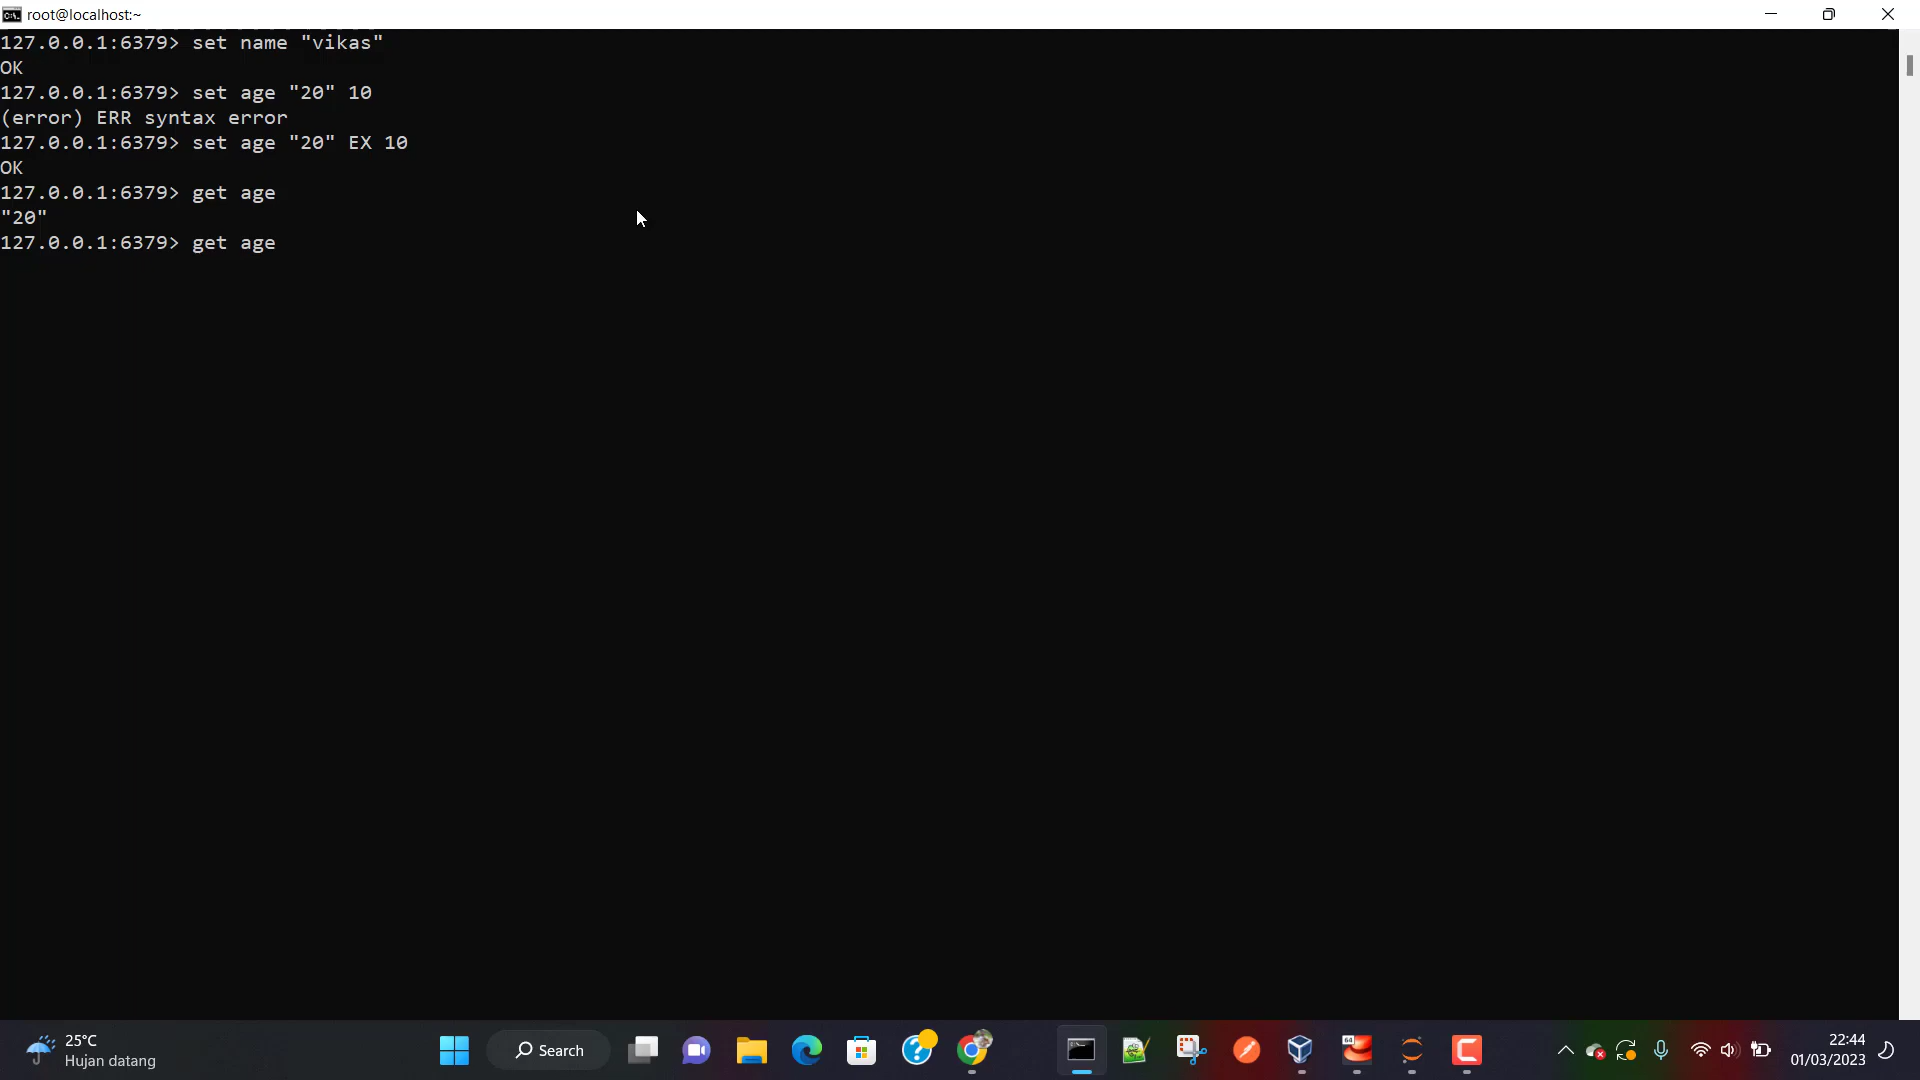 root@localhost:~
127.0.0.1:6379> set name "vikas"
OK
127.0.0.1:6379> set age "20" 10
(error) ERR syntax error
127.0.0.1:6379> set age "20" EX 10
OK
127.0.0.1:6379> get age
"20"
127.0.0.1:6379> get age
25°C
Hujan datang
Search
64
22:44
01/03/2023